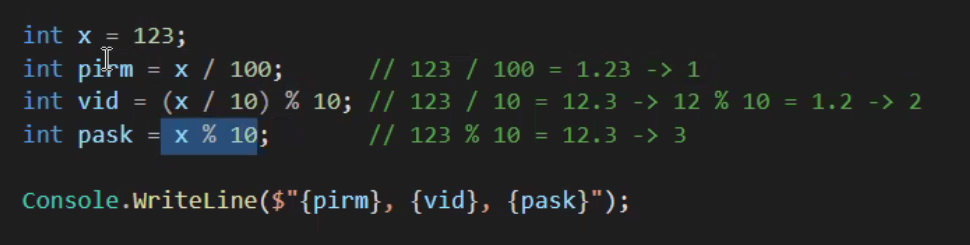 int x = 123;
int pirm = x / 100;       // 123 / 100 = 1.23 -> 1
int vid = (x / 10) % 10; // 123 / 10 = 12.3 -> 12 % 10 = 1.2 -> 2
int pask = x % 10;        // 123 % 10 = 12.3 -> 3
Console.WriteLine($"{pirm}, {vid}, {pask}");